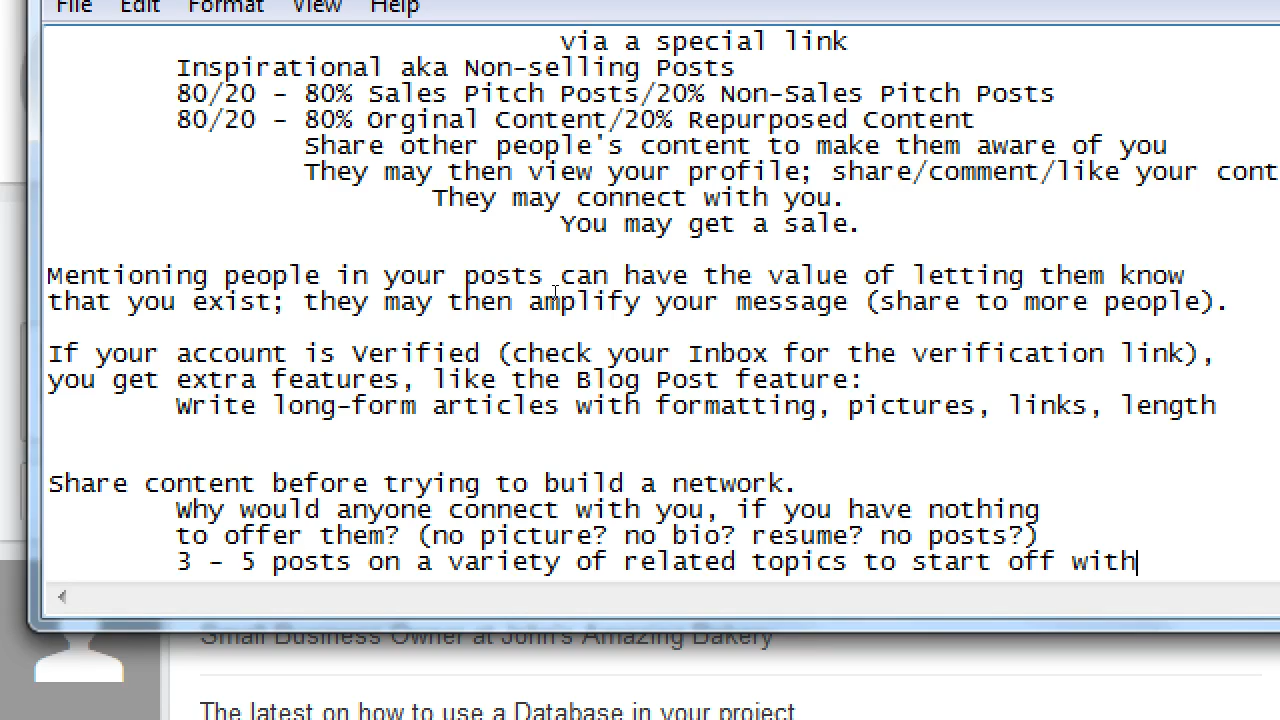 File Edit Format View Help
via a special link
Inspirational aka Non-selling Posts
80/20 - 80% Sales Pitch Posts/20% Non-Sales Pitch Posts
80/20 - 80% Orginal Content/20% Repurposed Content
Share other people's content to make them aware of you
They may then view your profile; share/comment/like your cont
They may connect with you.
You may get a sale.
Mentioning people in your posts can have the value of letting them know
that you exist; they may then amplify your message (share to more people).
If your account is Verified (check your Inbox for the verification link),
you get extra features, like the Blog Post feature:
Write long-form articles with formatting, pictures, links, length
Share content before trying to build a network.
Why would anyone connect with you, if you have nothing
to offer them? (no picture? no bio? resume? no posts?)
3 - 5 posts on a variety of related topics to start off with
Small Business Owner at John's Amazing Bakery
The latest on how to use a Database in your project